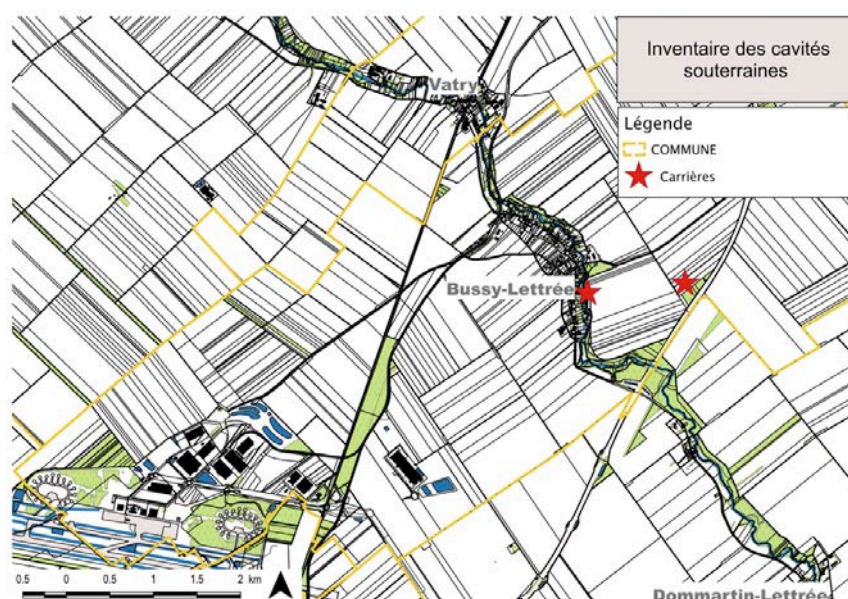 Inventaire des cavités
souterraines
Légende
COMMUNE
Carrières
Vatry
Bussy-Lettrée
Dommartin-Lettrée
0.5 0 0.5 1 1.5 2 km